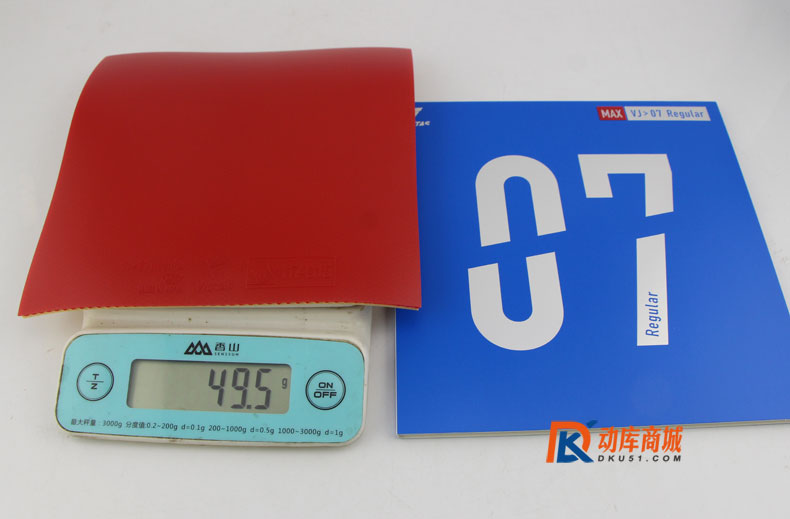 MAX VJ>07 Regular
07
Regular
香山
SENSSUN
T
Z
49.5 g
ON
OFF
最大秤量:3000g 分度值:0.2~200g d=0.1g 200~1000g d=0.5g 1000~3000g d=1g
DK 动库商城
DKU51.COM